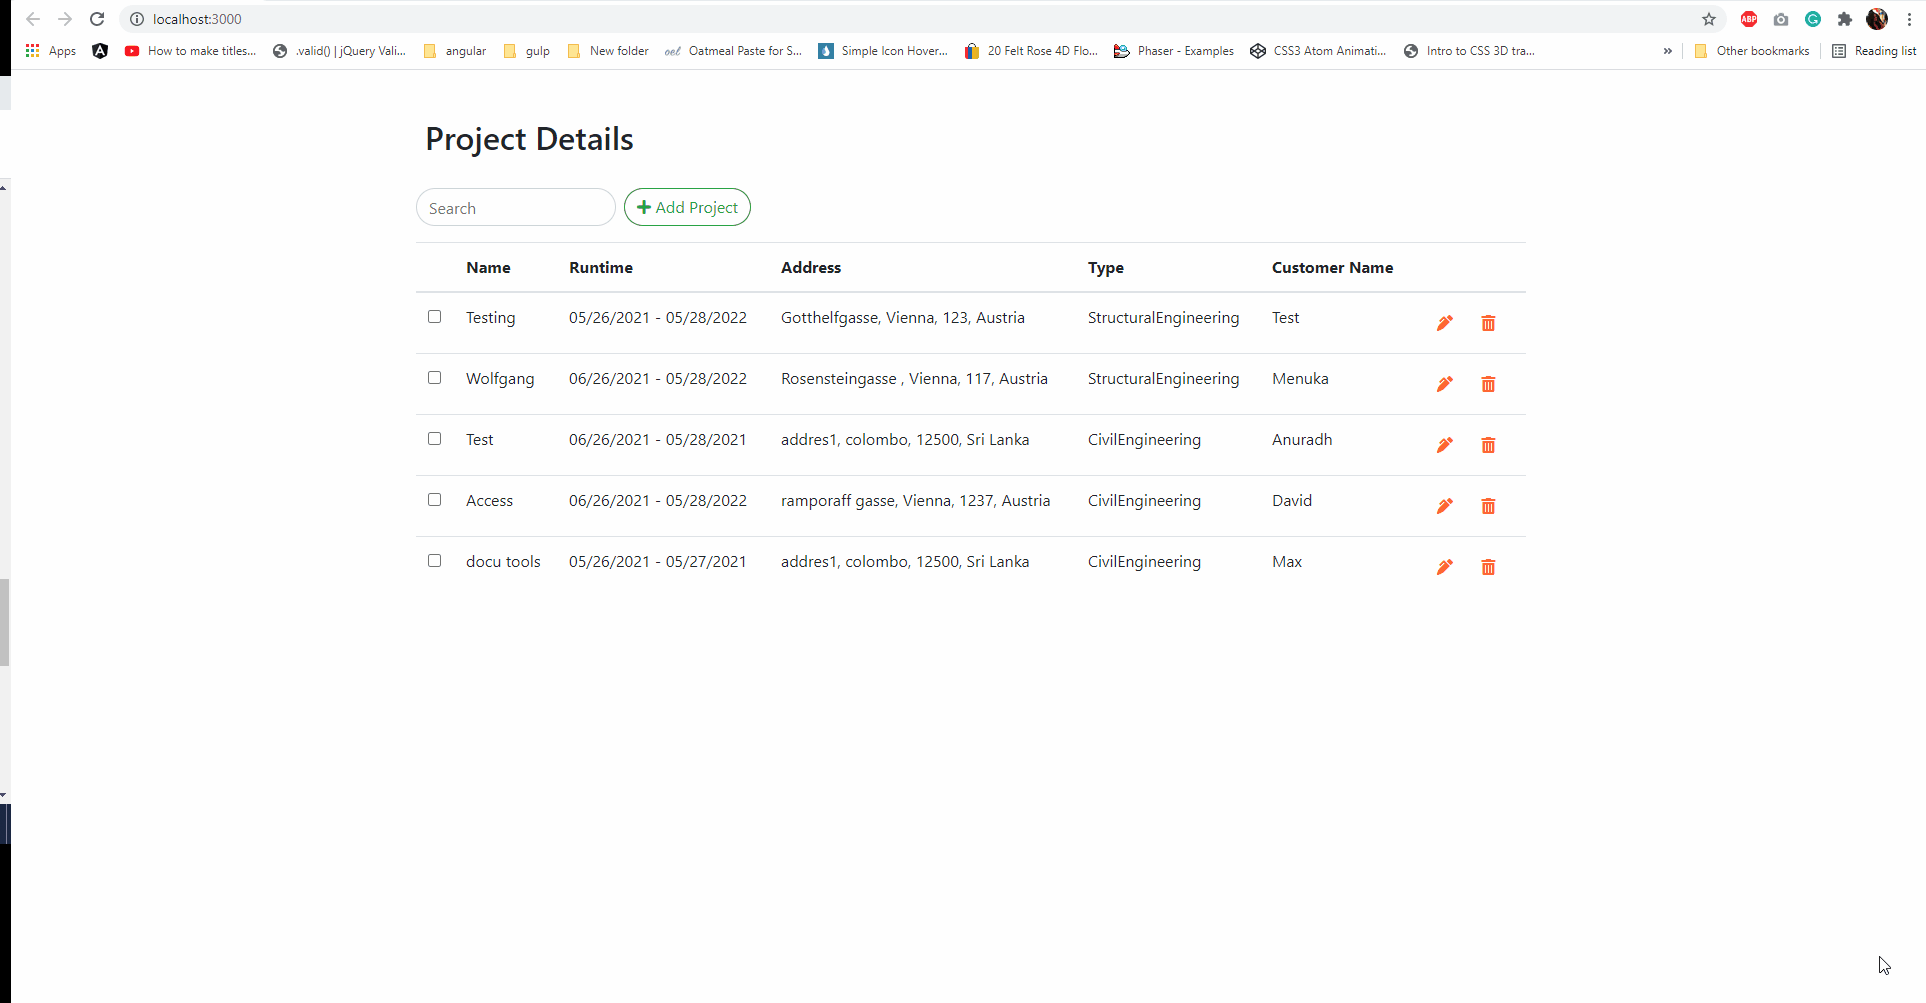 localhost:3000
ABP
Apps How to make titles... .valid() | jQuery Vali... angular gulp New folder oel Oatmeal Paste for S... Simple Icon Hover... 20 Felt Rose 4D Flo... Phaser - Examples CSS3 Atom Animati... Intro to CSS 3D tra... » Other bookmarks Reading list
Project Details
Search + Add Project
Name Runtime Address Type Customer Name
Testing 05/26/2021 - 05/28/2022 Gotthelfgasse, Vienna, 123, Austria StructuralEngineering Test
Wolfgang 06/26/2021 - 05/28/2022 Rosensteingasse , Vienna, 117, Austria StructuralEngineering Menuka
Test 06/26/2021 - 05/28/2021 addres1, colombo, 12500, Sri Lanka CivilEngineering Anuradh
Access 06/26/2021 - 05/28/2022 ramporaff gasse, Vienna, 1237, Austria CivilEngineering David
docu tools 05/26/2021 - 05/27/2021 addres1, colombo, 12500, Sri Lanka CivilEngineering Max